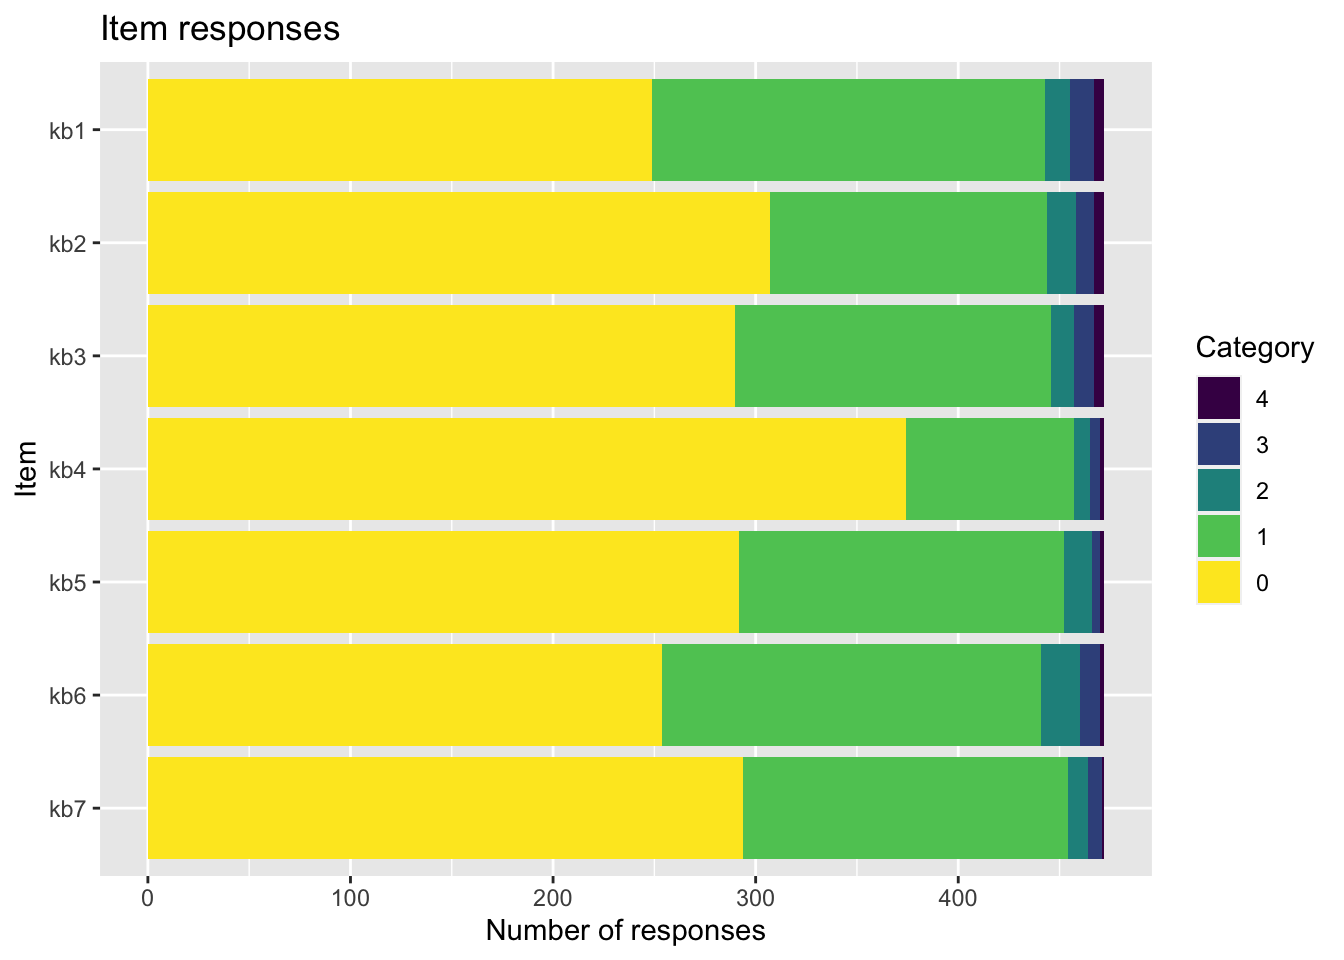 Item responses
kb1
kb2
kb3
kb4
kb5
kb6
kb7
Item
0 100 200 300 400
Number of responses
Category
4
3
2
1
0